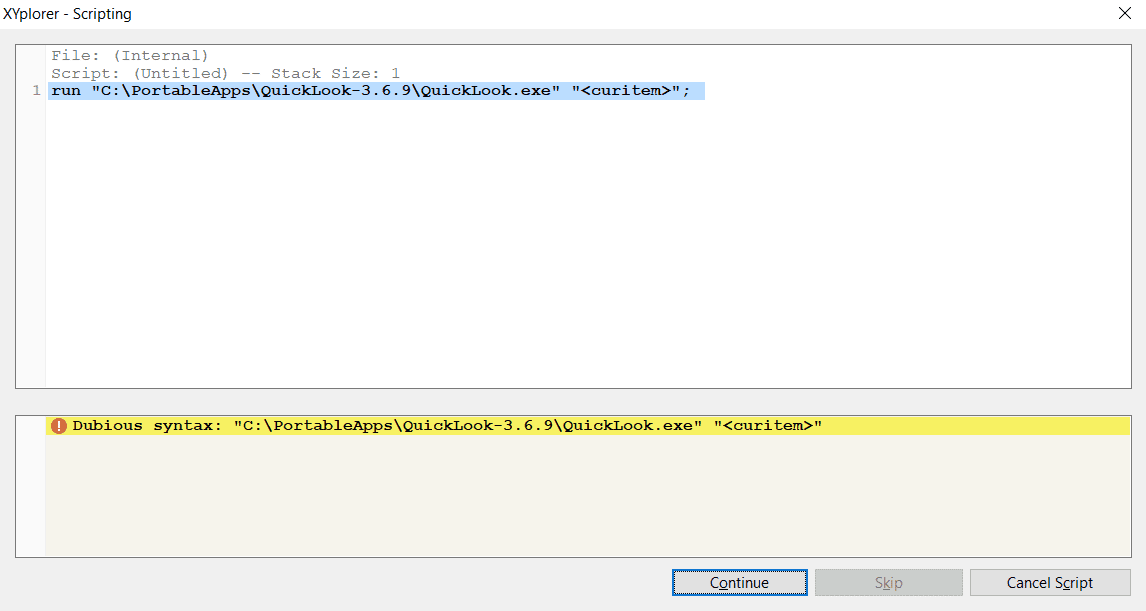 XYplorer - Scripting
File: (Internal)
Script: (Untitled) -- Stack Size: 1
1 run "C:\PortableApps\QuickLook-3.6.9\QuickLook.exe" "<curitem>";
Dubious syntax: "C:\PortableApps\QuickLook-3.6.9\QuickLook.exe" "<curitem>"
Continue Skip Cancel Script